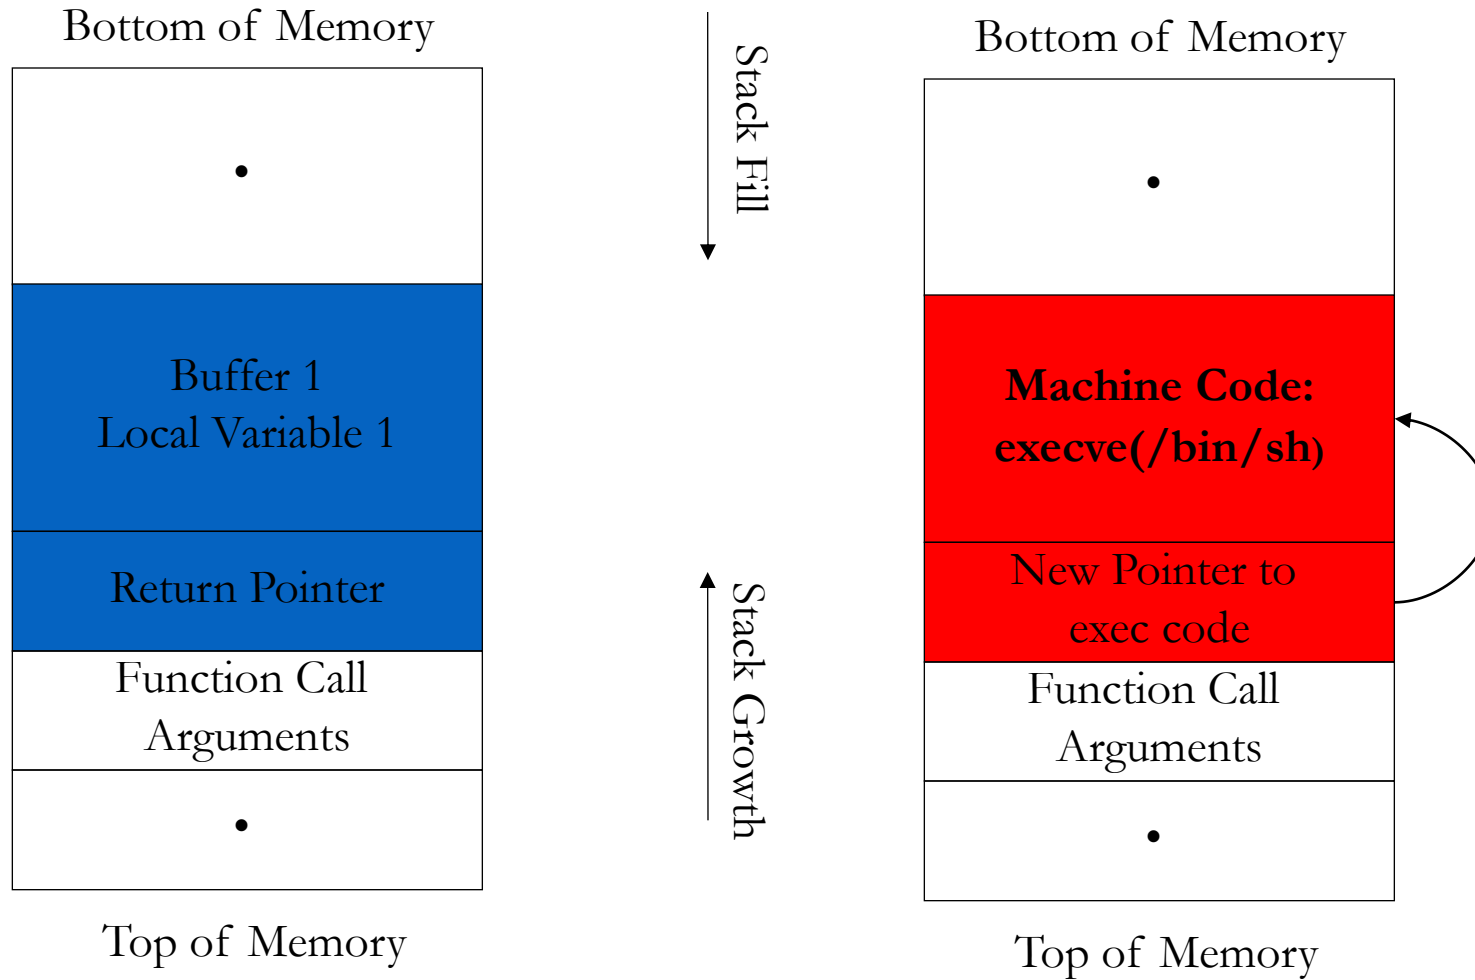 Bottom of Memory
Buffer 1
Local Variable 1
Return Pointer
Function Call
Arguments
Top of Memory
Stack Fill
Stack Growth
Bottom of Memory
Machine Code:
execve(/bin/sh)
New Pointer to
exec code
Function Call
Arguments
Top of Memory